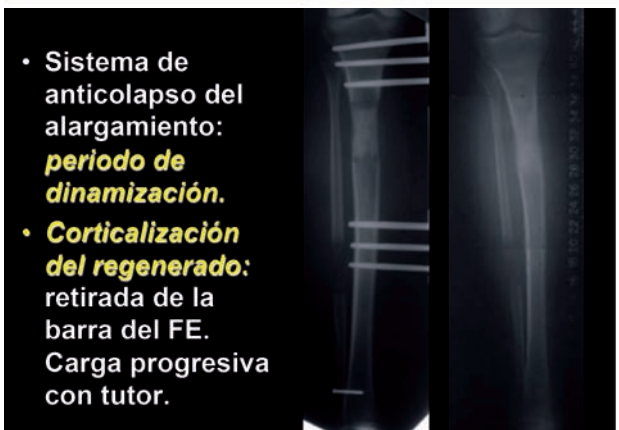 • Sistema de
anticolapso del
alargamiento:
periodo de
dinamización.
• Corticalización
del regenerado:
retirada de la
barra del FE.
Carga progresiva
con tutor.